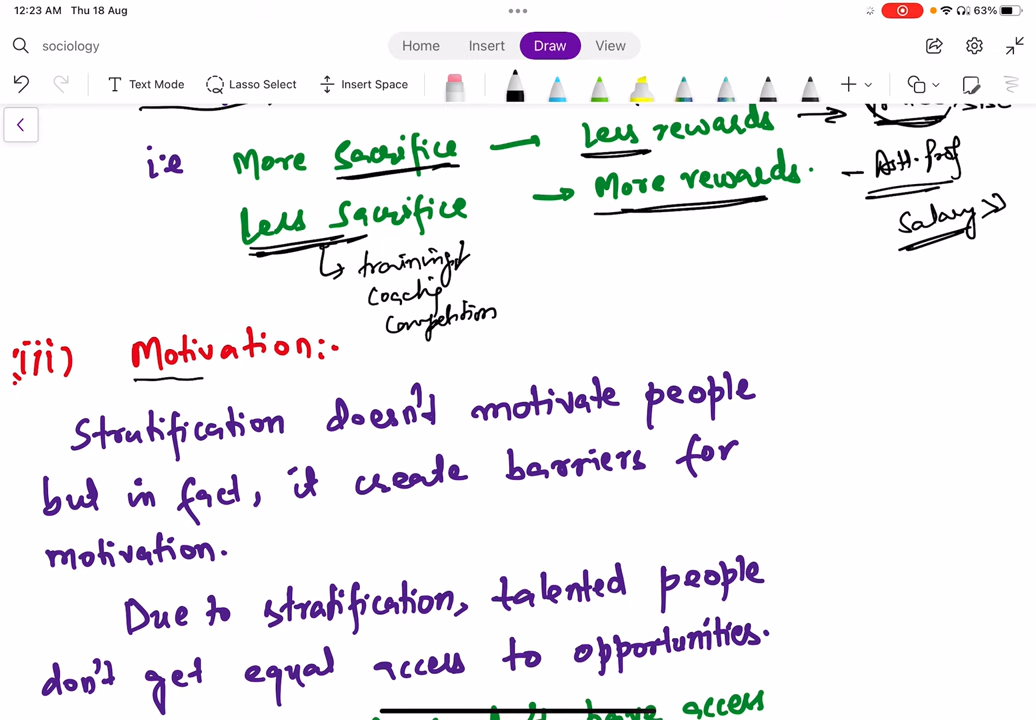 12:23 AM Thu 18 Aug
63%
sociology
Home Insert Draw View
Text Mode Lasso Select Insert Space
i.e More Sacrifice → Less rewards →
Less Sacrifice → More rewards. - Asst. prof
Salary >>
training
Coaching
Competition
iii) Motivation:-
Stratification doesn't motivate people
but in fact, it create barriers for
motivation.
Due to stratification, talented people
don't get equal access to opportunities.
have access